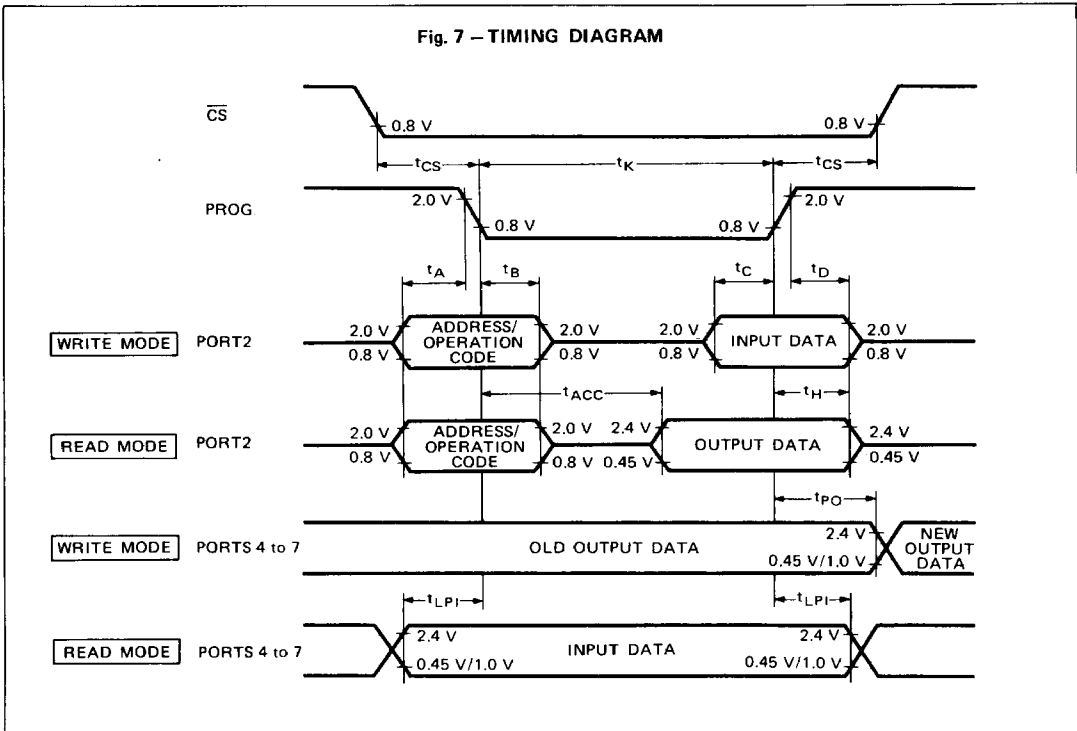 Fig. 7 – TIMING DIAGRAM
CS
0.8 V 0.8 V
tCS tK tCS
PROG.
2.0 V 2.0 V
0.8 V 0.8 V
tA tB tC tD
WRITE MODE PORT2
2.0 V ADDRESS/ OPERATION CODE 2.0 V 2.0 V INPUT DATA 2.0 V
0.8 V 0.8 V 0.8 V 0.8 V
tACC tH
READ MODE PORT2
2.0 V ADDRESS/ OPERATION CODE 2.0 V 2.4 V OUTPUT DATA 2.4 V
0.8 V 0.8 V 0.45 V 0.45 V
tPO
WRITE MODE PORTS 4 to 7 OLD OUTPUT DATA
2.4 V NEW OUTPUT DATA
0.45 V/1.0 V
tLPI tLPI
READ MODE PORTS 4 to 7
2.4 V INPUT DATA 2.4 V
0.45 V/1.0 V 0.45 V/1.0 V